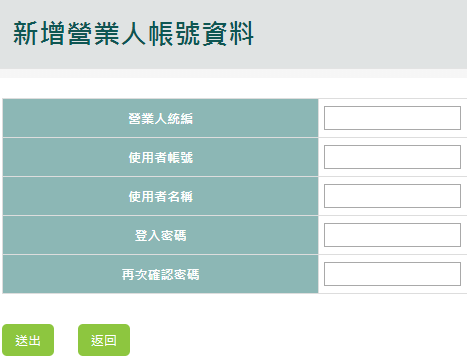 新增營業人帳號資料
營業人統編
使用者帳號
使用者名稱
登入密碼
再次確認密碼
送出 返回